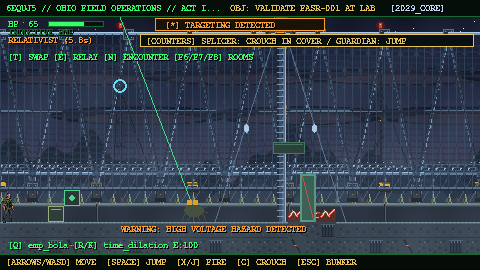 6EQUJ5 // OHIO FIELD OPERATIONS // ACT I... OBJ: VALIDATE FASR-001 AT LAB [2029_CORE]
HP: 65
[*] TARGETING DETECTED
RELATIVIST (5.8s)
[COUNTERS] SPLICER: CROUCH IN COVER / GUARDIAN: JUMP
[T] SWAP [E] RELAY [N] ENCOUNTER [F6/F7/F8] ROOMS
WARNING: HIGH VOLTAGE HAZARD DETECTED
[Q] emp_bola-[R/K] time_dilation E:100
[ARROWS/WASD] MOVE [SPACE] JUMP [X/J] FIRE [C] CROUCH [ESC] BUNKER